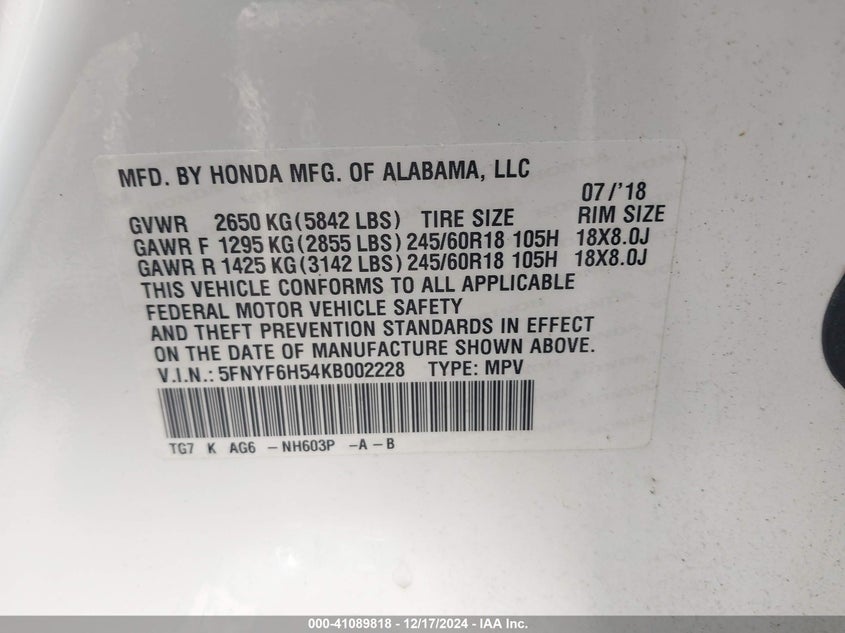 MFD. BY HONDA MFG. OF ALABAMA, LLC
07/'18
GVWR 2650 KG(5842 LBS) TIRE SIZE RIM SIZE
GAWR F 1295 KG(2855 LBS) 245/60R18 105H 18X8.0J
GAWR R 1425 KG(3142 LBS) 245/60R18 105H 18X8.0J
THIS VEHICLE CONFORMS TO ALL APPLICABLE
FEDERAL MOTOR VEHICLE SAFETY
AND THEFT PREVENTION STANDARDS IN EFFECT
ON THE DATE OF MANUFACTURE SHOWN ABOVE.
V.I.N.: 5FNYF6H54KB002228 TYPE: MPV
TG7 K AG6 -NH603P -A-B
000-41089818 - 12/17/2024 - IAA Inc.